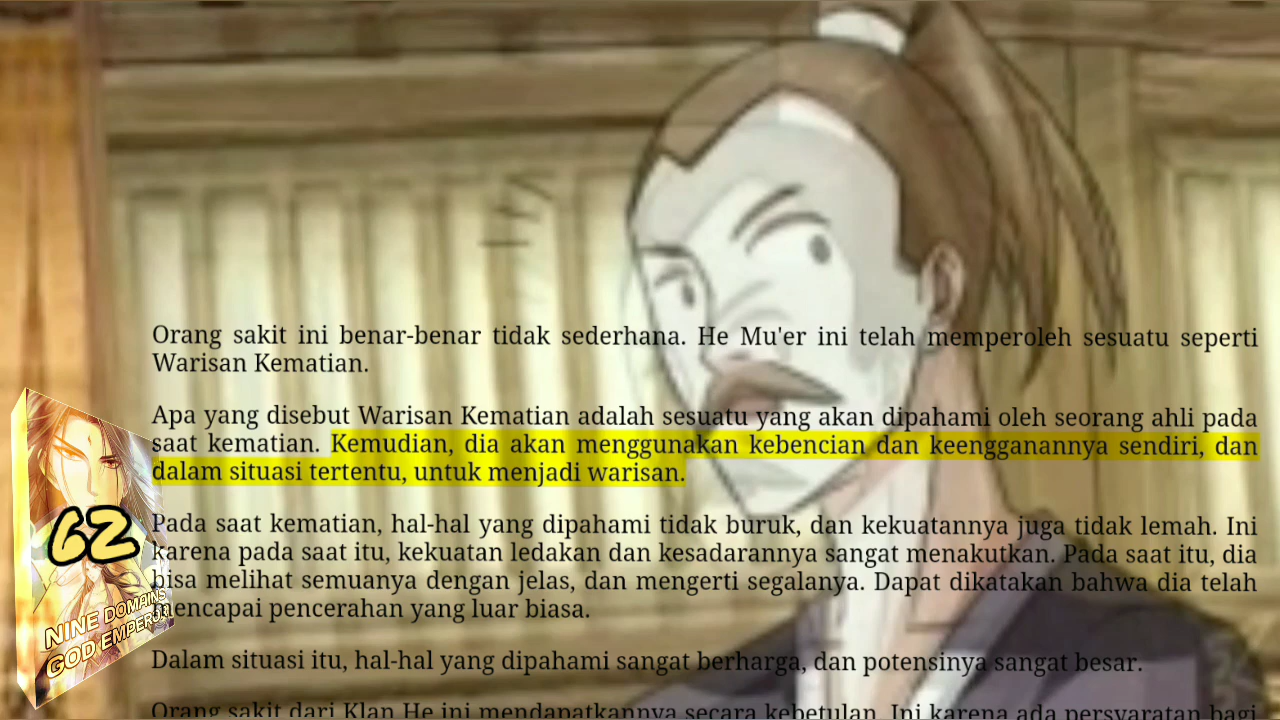 Orang sakit ini benar-benar tidak sederhana. He Mu'er ini telah memperoleh sesuatu seperti
Warisan Kematian.
Apa yang disebut Warisan Kematian adalah sesuatu yang akan dipahami oleh seorang ahli pada
saat kematian. Kemudian, dia akan menggunakan kebencian dan keengganannya sendiri, dan
dalam situasi tertentu, untuk menjadi warisan.
Pada saat kematian, hal-hal yang dipahami tidak buruk, dan kekuatannya juga tidak lemah. Ini
karena pada saat itu, kekuatan ledakan dan kesadarannya sangat menakutkan. Pada saat itu, dia
bisa melihat semuanya dengan jelas, dan mengerti segalanya. Dapat dikatakan bahwa dia telah
mencapai pencerahan yang luar biasa.
Dalam situasi itu, hal-hal yang dipahami sangat berharga, dan potensinya sangat besar.
Orang sakit dari Klan He ini mendapatkannya secara kebetulan. Ini karena ada persyaratan bagi
62
NINE DOMAINS
GOD EMPEROR